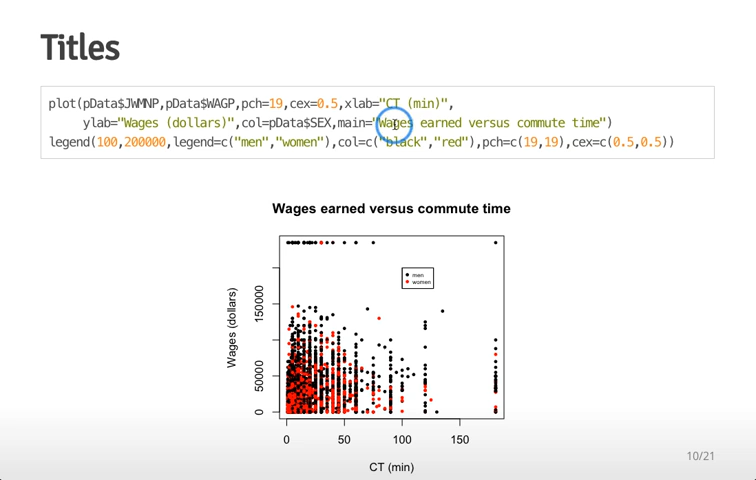 Titles
plot(pData$JWMNP,pData$WAGP,pch=19,cex=0.5,xlab="CT (min)",
ylab="Wages (dollars)",col=pData$SEX,main="Wages earned versus commute time")
legend(100,200000,legend=c("men","women"),col=c("black","red"),pch=c(19,19),cex=c(0.5,0.5))
Wages earned versus commute time
men
women
Wages (dollars)
150000
50000
0
0 50 100 150
CT (min)
10/21